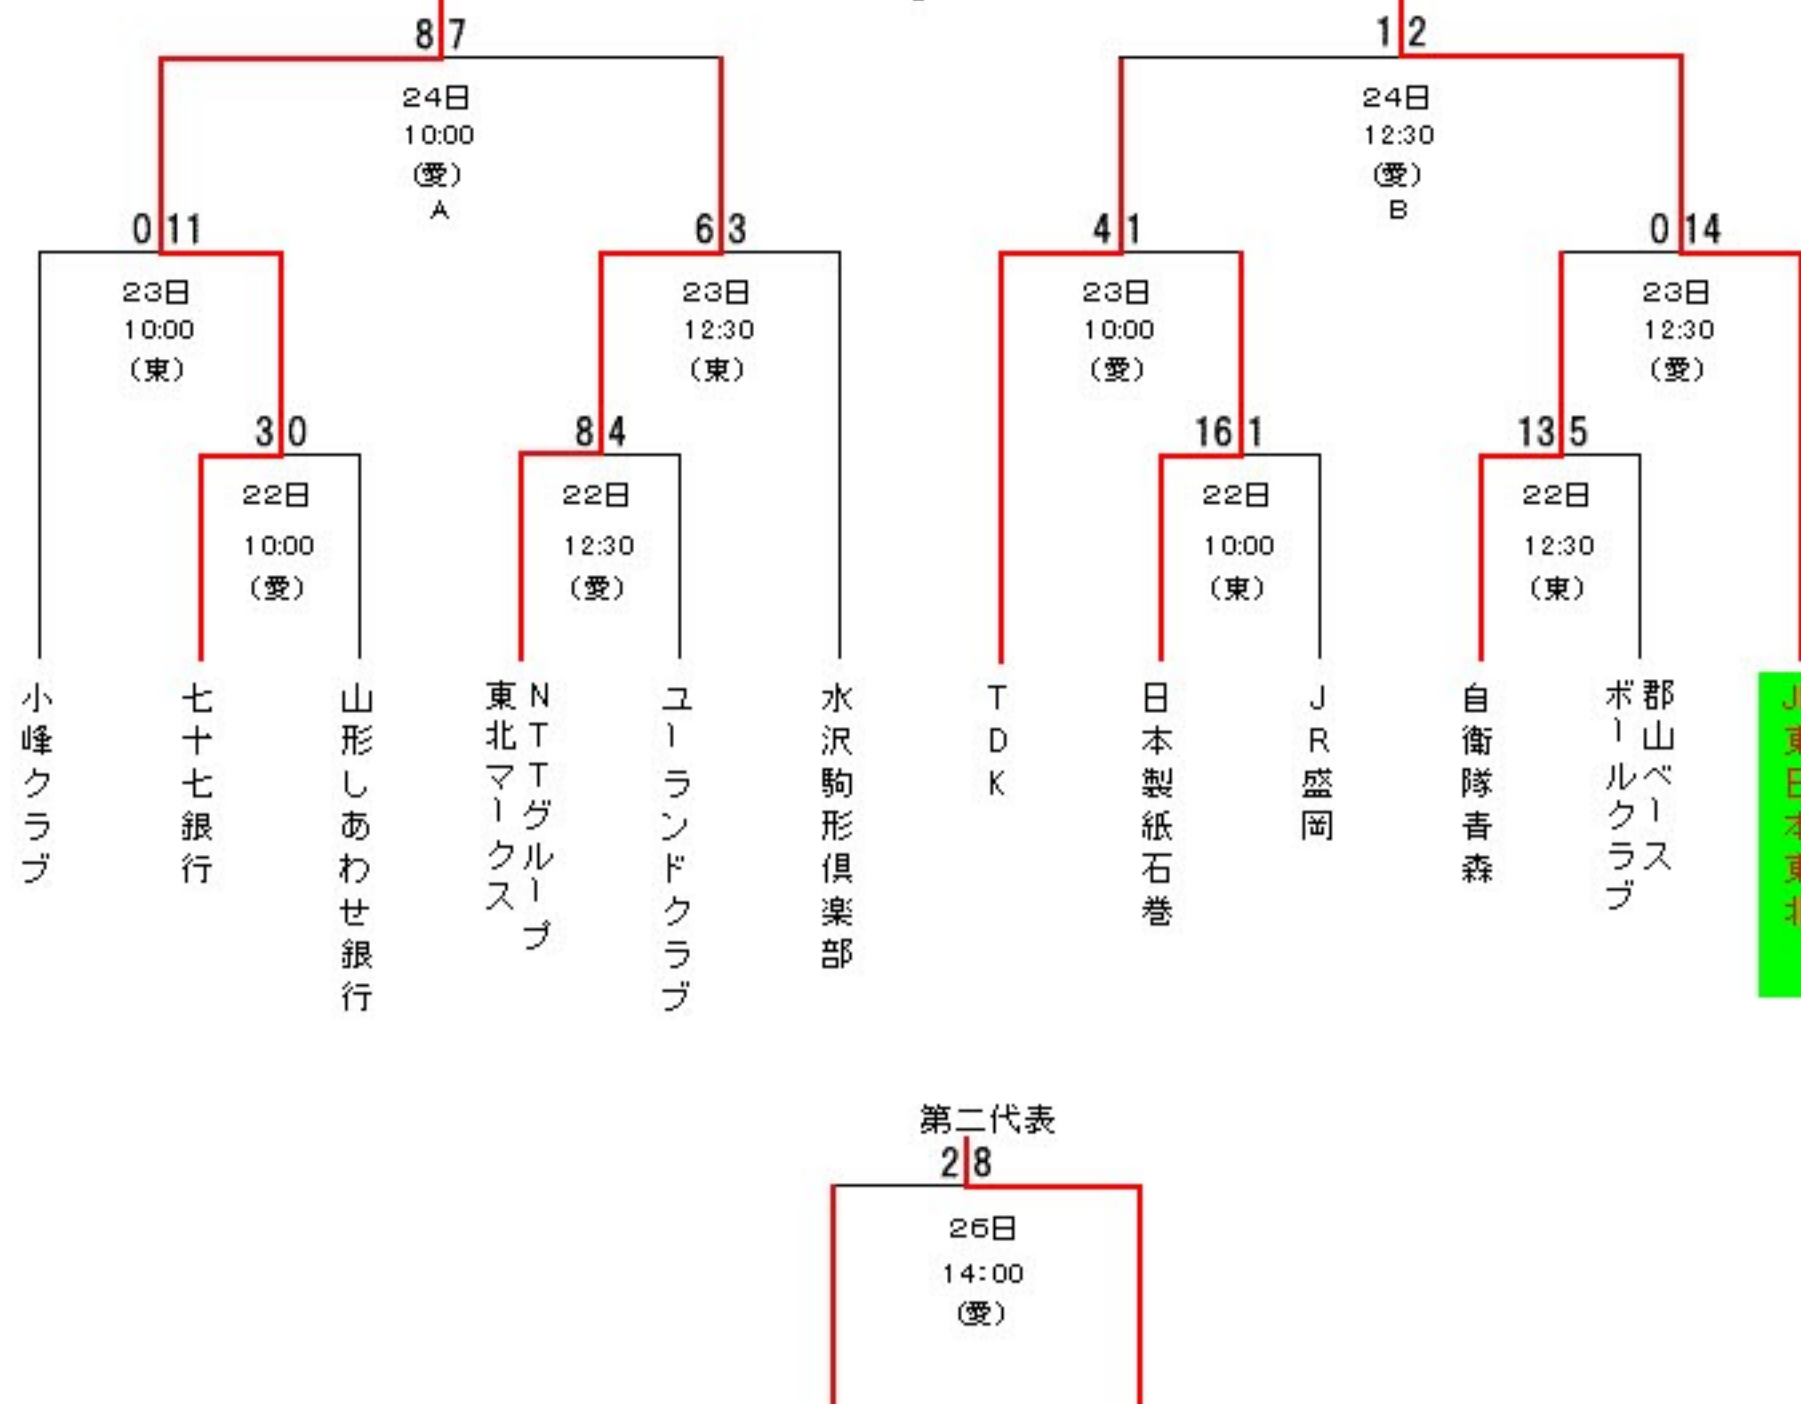 8 7
1 2
24日
10:00
(愛)
A
24日
12:30
(愛)
B
0 11
6 3
4 1
0 14
23日
10:00
(東)
23日
12:30
(東)
23日
10:00
(愛)
23日
12:30
(愛)
3 0
8 4
16 1
13 5
22日
10:00
(愛)
22日
12:30
(愛)
22日
10:00
(東)
22日
12:30
(東)
小峰クラブ
七十七銀行
山形しあわせ銀行
NTTグループ
東北マークス
ユーランドクラブ
水沢駒形倶楽部
TDK
日本製紙石巻
JR盛岡
自衛隊青森
郡山ベース
ボールクラブ
東日本東北
第二代表
2 8
26日
14:00
(愛)